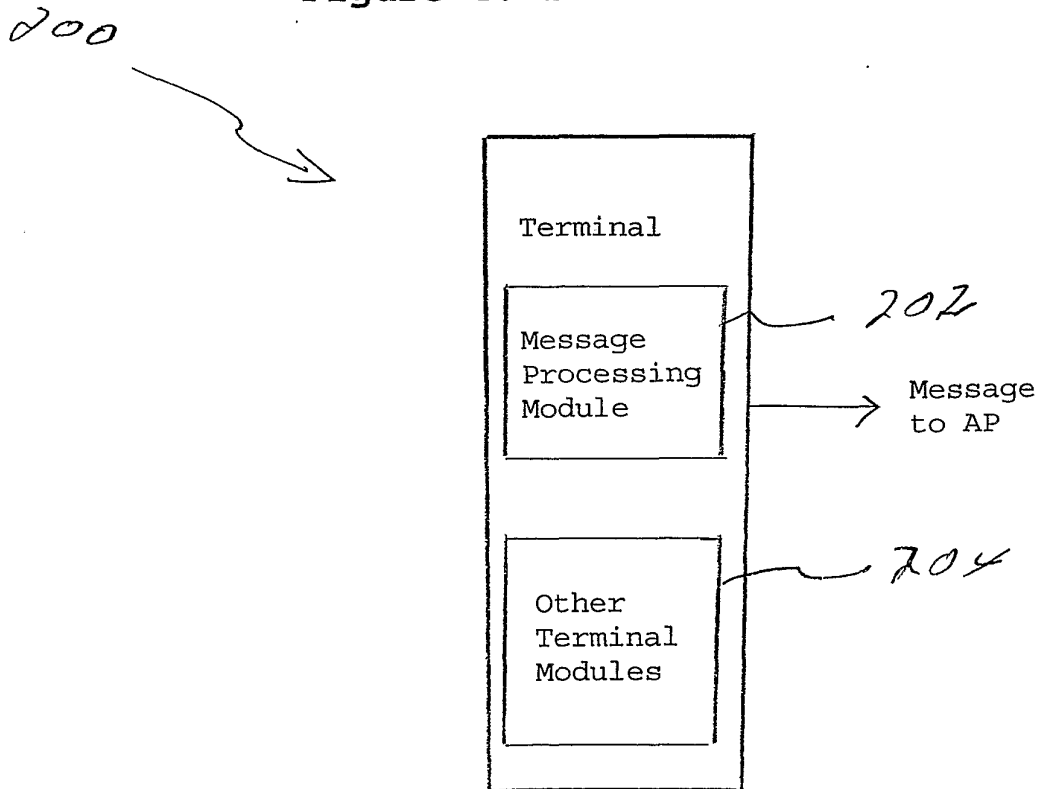 200
Terminal
202
Message
Processing
Module
Message
to AP
204
Other
Terminal
Modules